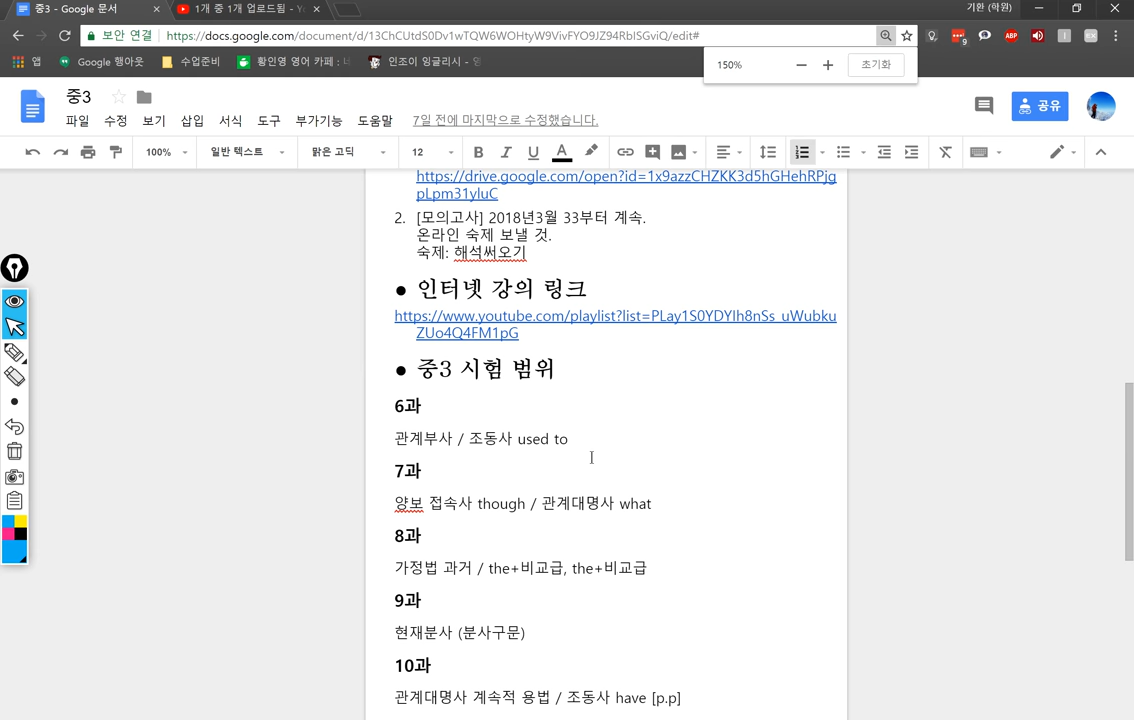 중3 - Google 문서
1개 중 1개 업로드됨 - Yo
기환 (학원)
보안 연결
https://docs.google.com/document/d/13ChCUtdS0Dv1wTQW6WOHtyW9VivFYO9JZ94RbISGviQ/edit#
9
ABP
앱
Google 행아웃
수업준비
황인영 영어 카페 : 네
인조이 잉글리시 - 영
150%
초기화
중3
파일 수정 보기 삽입 서식 도구 부가기능 도움말 7일 전에 마지막으로 수정했습니다.
공유
100% 일반 텍스트 맑은 고딕 12
https://drive.google.com/open?id=1x9azzCHZKK3d5hGHehRPjg
pLpm31yluC
2. [모의고사] 2018년3월 33부터 계속.
온라인 숙제 보낼 것.
숙제: 해석써오기
● 인터넷 강의 링크
https://www.youtube.com/playlist?list=PLay1S0YDYIh8nSs_uWubku
ZUo4Q4FM1pG
● 중3 시험 범위
6과
관계부사 / 조동사 used to
7과
양보 접속사 though / 관계대명사 what
8과
가정법 과거 / the+비교급, the+비교급
9과
현재분사 (분사구문)
10과
관계대명사 계속적 용법 / 조동사 have [p.p]